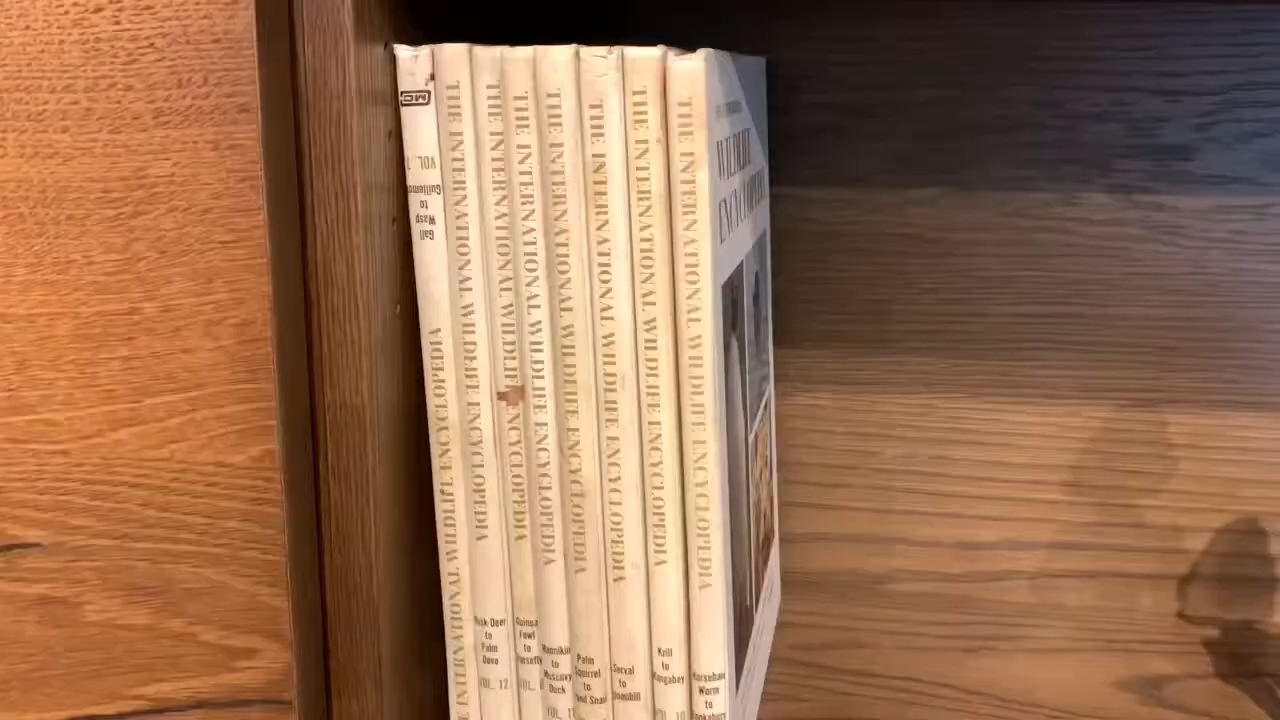 MC
VOL. 7
Guillemot
to
Gall
Wasp
THE INTERNATIONAL WILDLIFE ENCYCLOPEDIA
THE INTERNATIONAL WILDLIFE ENCYCLOPEDIA
Musk-Deer
to
Palm
Dove
VOL. 12
THE INTERNATIONAL WILDLIFE ENCYCLOPEDIA
Guinea
Fowl
to
THE INTERNATIONAL WILDLIFE ENCYCLOPEDIA
Mannikin
to
Muscovy
Duck
VOL. 11
THE INTERNATIONAL WILDLIFE ENCYCLOPEDIA
Palm
Squirrel
to
THE INTERNATIONAL WILDLIFE ENCYCLOPEDIA
Serval
to
THE INTERNATIONAL WILDLIFE ENCYCLOPEDIA
Krill
to
Mangabey
VOL. 10
THE INTERNATIONAL WILDLIFE ENCYCLOPEDIA
Horsehair
Worm
to
WILDLIFE
ENCYCLOPEDIA